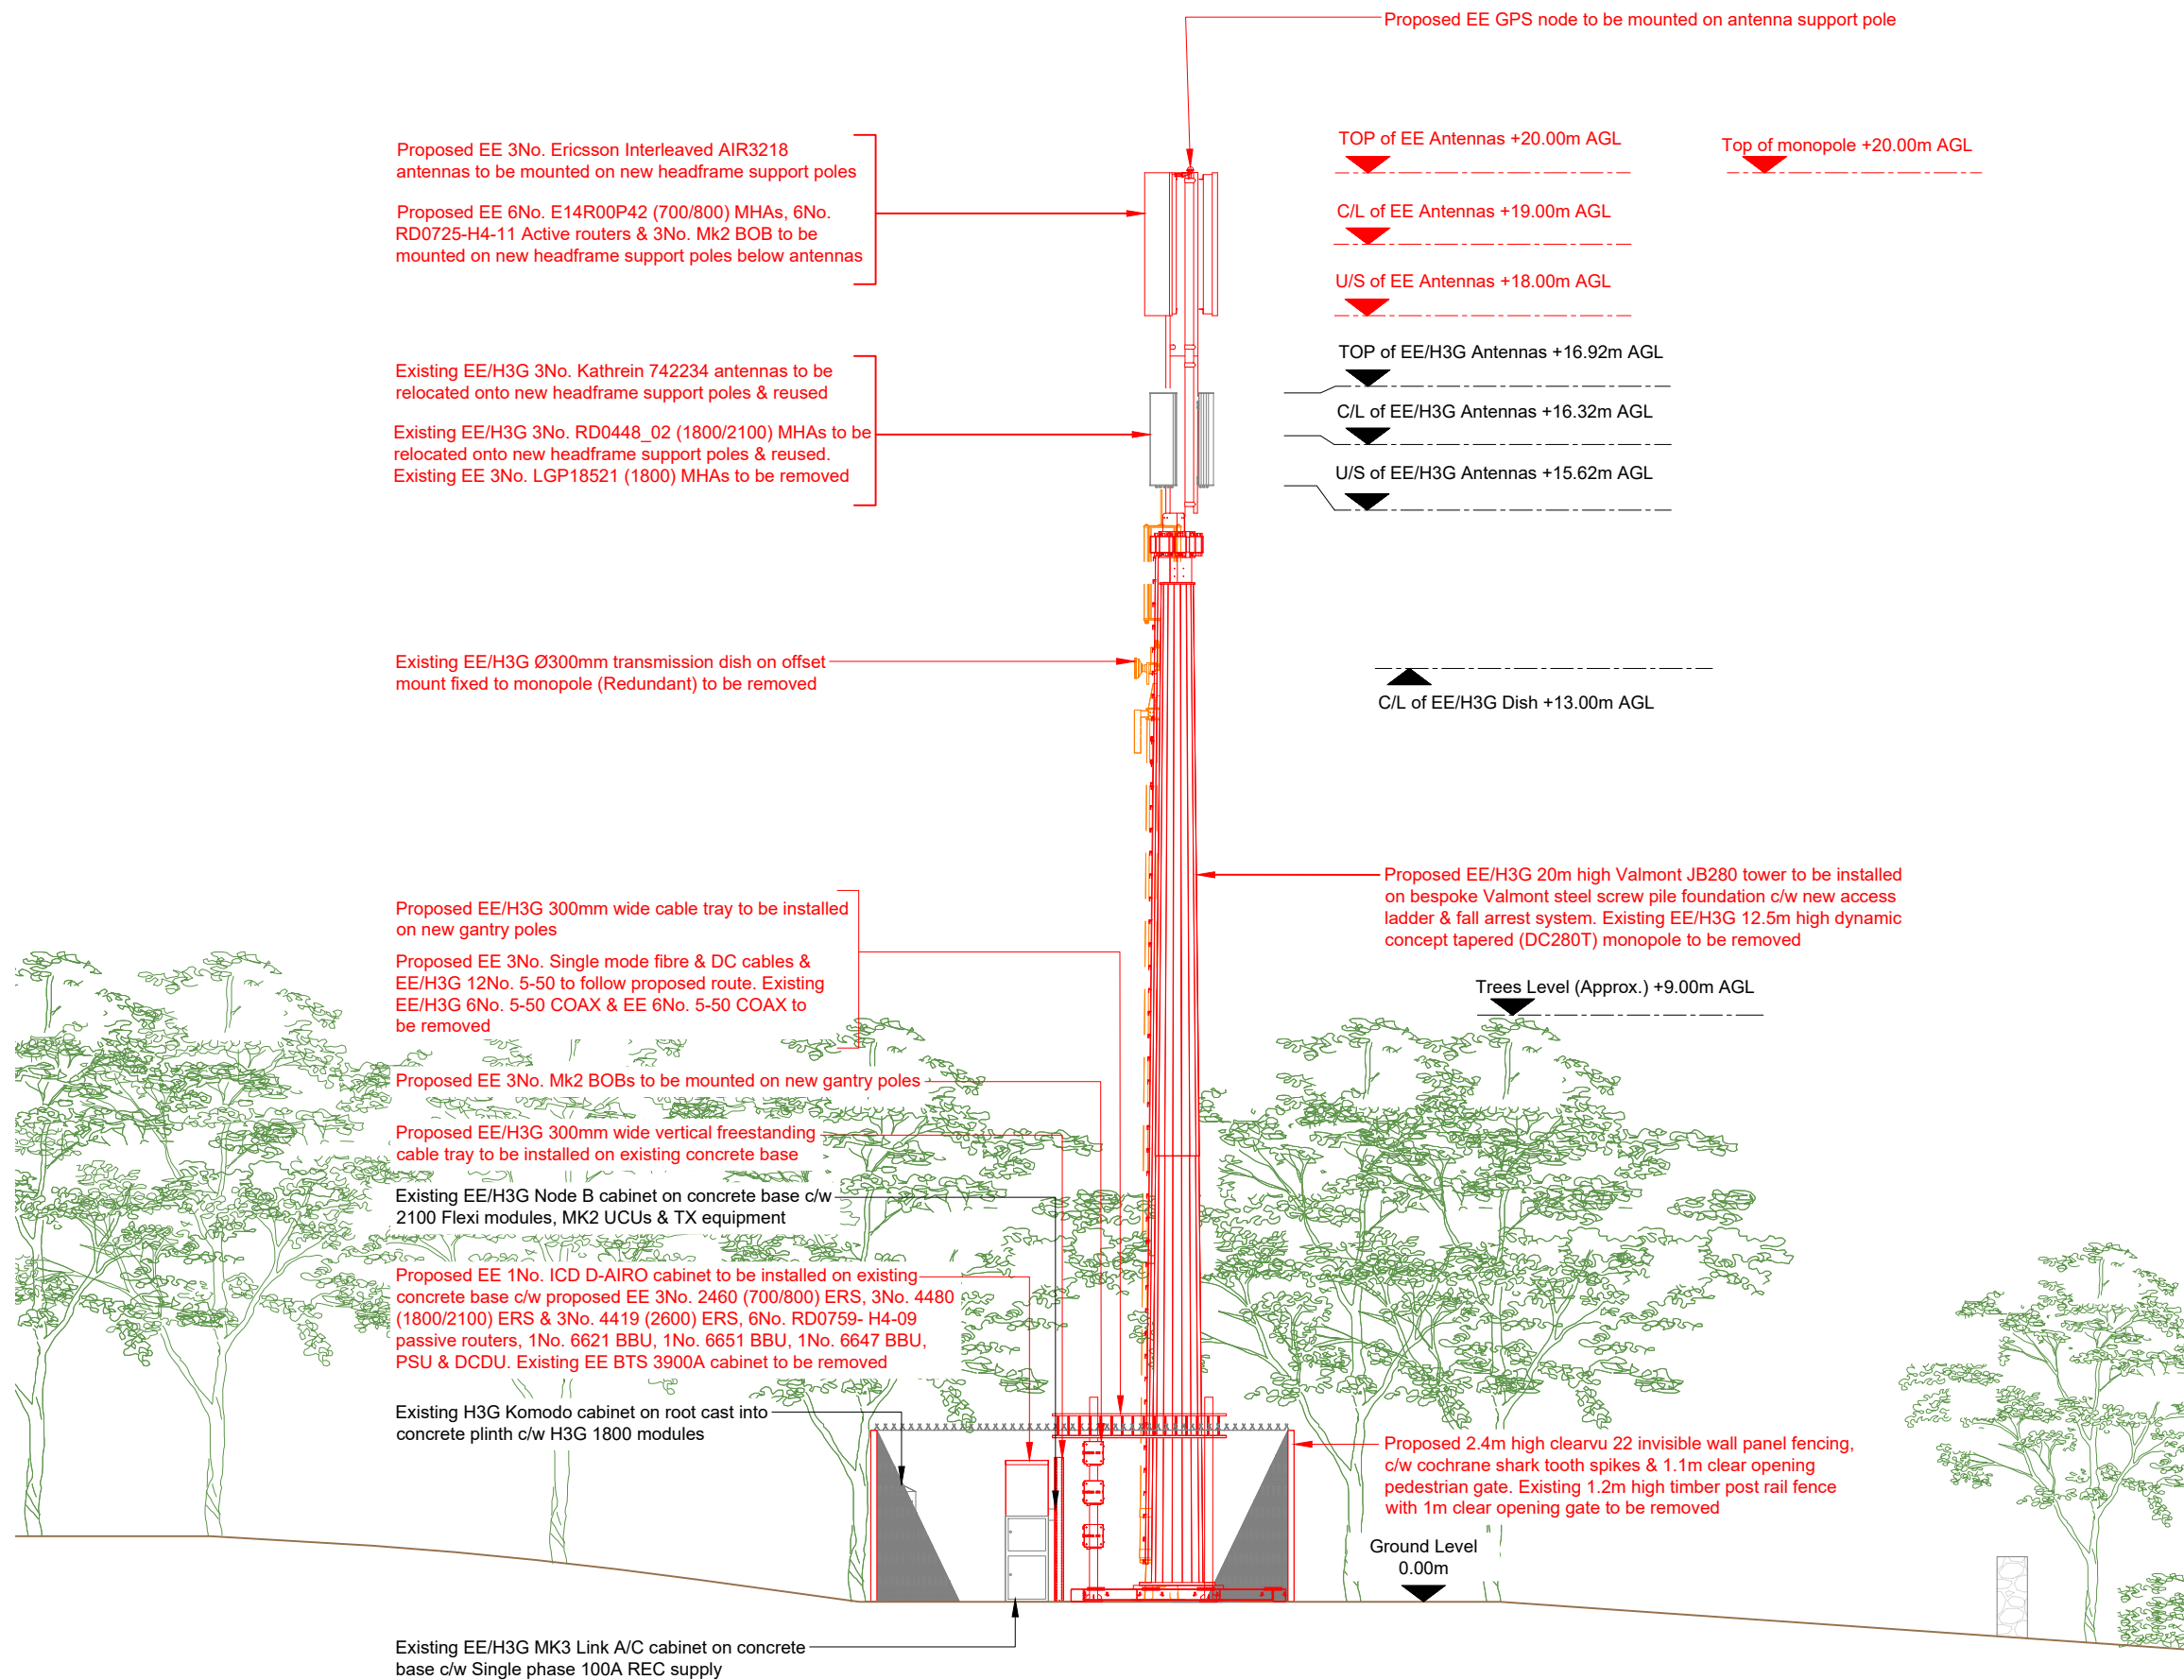 Proposed EE GPS node to be mounted on antenna support pole
Proposed EE 3No. Ericsson Interleaved AIR3218
antennas to be mounted on new headframe support poles
Proposed EE 6No. E14R00P42 (700/800) MHAs, 6No.
RD0725-H4-11 Active routers & 3No. Mk2 BOB to be
mounted on new headframe support poles below antennas
TOP of EE Antennas +20.00m AGL
Top of monopole +20.00m AGL
C/L of EE Antennas +19.00m AGL
U/S of EE Antennas +18.00m AGL
TOP of EE/H3G Antennas +16.92m AGL
C/L of EE/H3G Antennas +16.32m AGL
U/S of EE/H3G Antennas +15.62m AGL
Existing EE/H3G 3No. Kathrein 742234 antennas to be
relocated onto new headframe support poles & reused
Existing EE/H3G 3No. RD0448_02 (1800/2100) MHAs to be
relocated onto new headframe support poles & reused.
Existing EE 3No. LGP18521 (1800) MHAs to be removed
Existing EE/H3G Ø300mm transmission dish on offset
mount fixed to monopole (Redundant) to be removed
C/L of EE/H3G Dish +13.00m AGL
Proposed EE/H3G 20m high Valmont JB280 tower to be installed
on bespoke Valmont steel screw pile foundation c/w new access
ladder & fall arrest system. Existing EE/H3G 12.5m high dynamic
concept tapered (DC280T) monopole to be removed
Trees Level (Approx.) +9.00m AGL
Proposed EE/H3G 300mm wide cable tray to be installed
on new gantry poles
Proposed EE 3No. Single mode fibre & DC cables &
EE/H3G 12No. 5-50 to follow proposed route. Existing
EE/H3G 6No. 5-50 COAX & EE 6No. 5-50 COAX to
be removed
Proposed EE 3No. Mk2 BOBs to be mounted on new gantry poles
Proposed EE/H3G 300mm wide vertical freestanding
cable tray to be installed on existing concrete base
Existing EE/H3G Node B cabinet on concrete base c/w
2100 Flexi modules, MK2 UCUs & TX equipment
Proposed EE 1No. ICD D-AIRO cabinet to be installed on existing
concrete base c/w proposed EE 3No. 2460 (700/800) ERS, 3No. 4480
(1800/2100) ERS & 3No. 4419 (2600) ERS, 6No. RD0759- H4-09
passive routers, 1No. 6621 BBU, 1No. 6651 BBU, 1No. 6647 BBU,
PSU & DCDU. Existing EE BTS 3900A cabinet to be removed
Existing H3G Komodo cabinet on root cast into
concrete plinth c/w H3G 1800 modules
Proposed 2.4m high clearvu 22 invisible wall panel fencing,
c/w cochrane shark tooth spikes & 1.1m clear opening
pedestrian gate. Existing 1.2m high timber post rail fence
with 1m clear opening gate to be removed
Ground Level
0.00m
Existing EE/H3G MK3 Link A/C cabinet on concrete
base c/w Single phase 100A REC supply